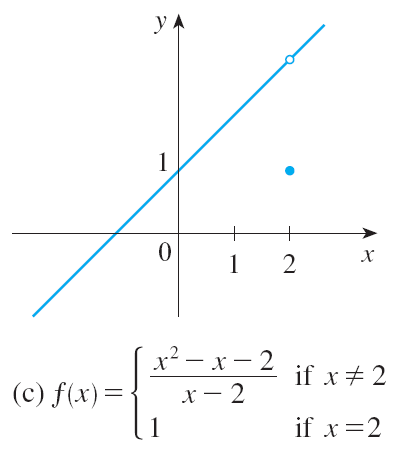 y
1
0
1 2 x
(c) f(x) = { (x² − x − 2)/(x − 2) if x ≠ 2
1 if x = 2